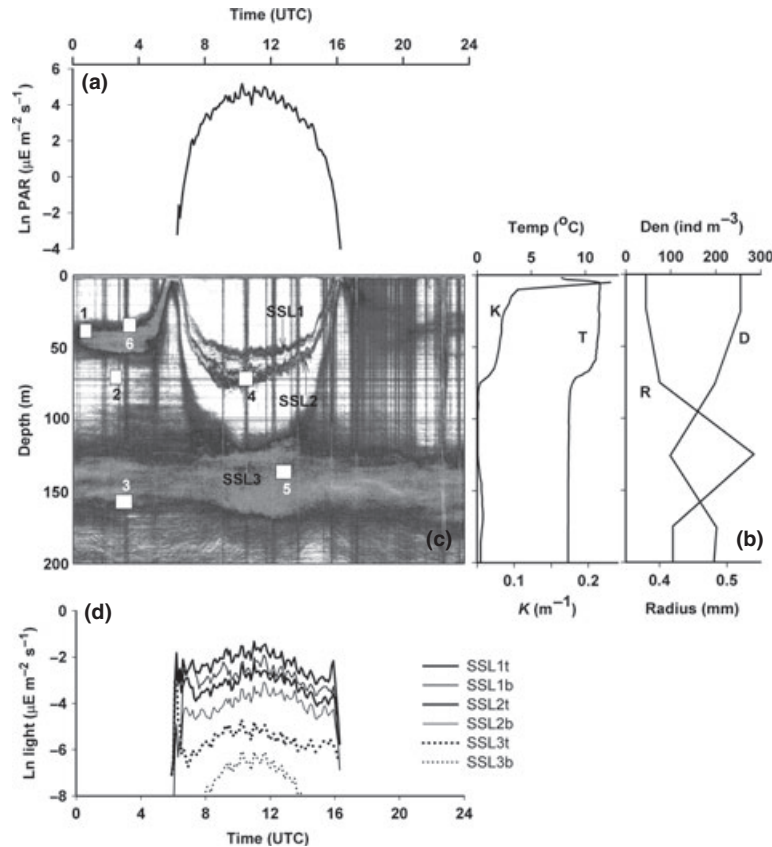 Time (UTC)
0 4 8 12 16 20 24
(a)
Ln PAR (µE m–2 s–1)
6
4
2
0
–2
–4
Temp (oC) Den (ind m–3)
0 5 10 0 100 200 300
Depth (m)
0
50
100
150
200
1
6
2
3
4
5
SSL1
SSL2
SSL3
(c)
K
T
R
D
(b)
0.1 0.2 0.4 0.5
K (m–1) Radius (mm)
(d)
Ln light (µE m–2 s–1)
0
–2
–4
–6
–8
0 4 8 12 16 20 24
Time (UTC)
SSL1t
SSL1b
SSL2t
SSL2b
SSL3t
SSL3b